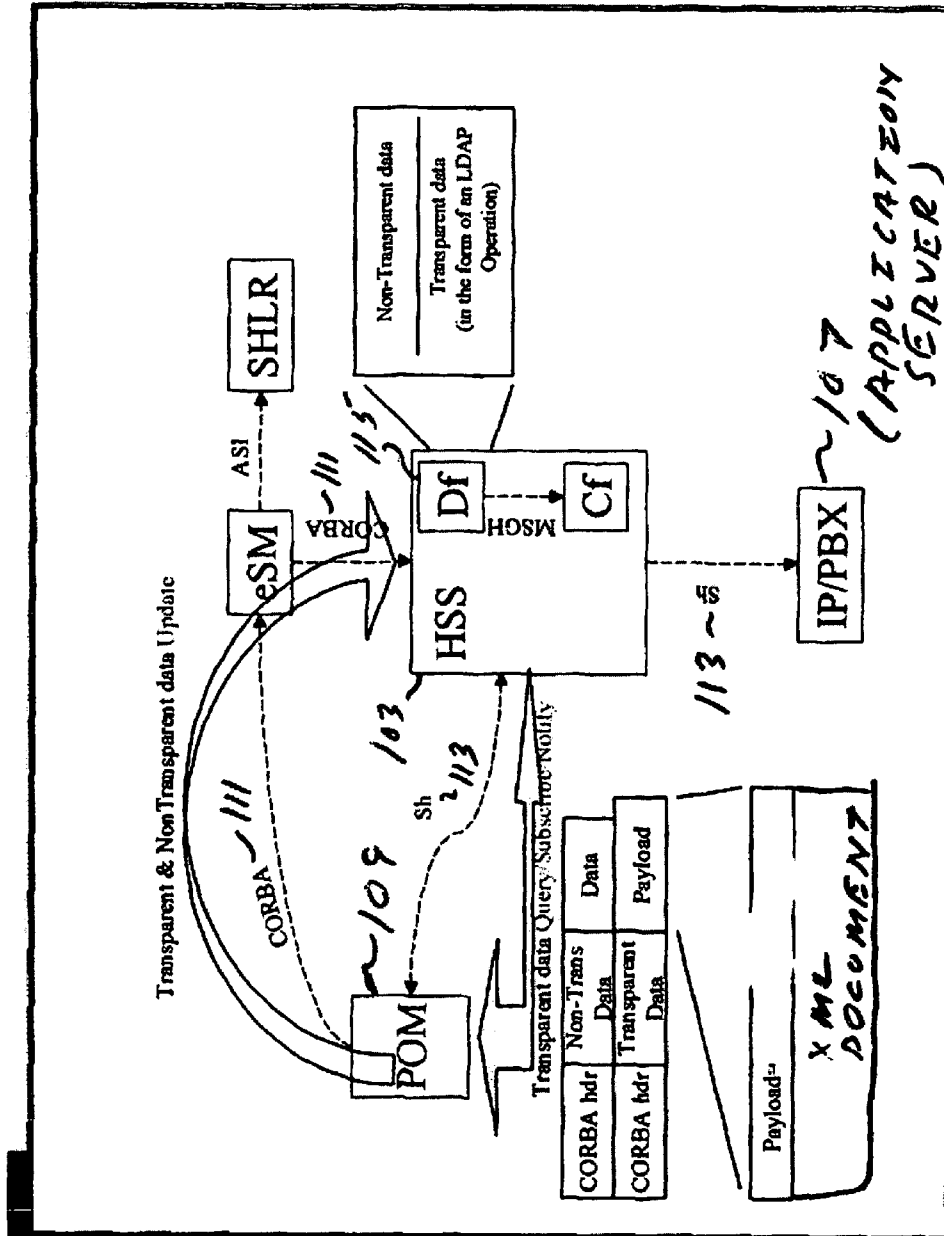 Transparent & NonTransparent data Update
CORBA
111
eSM
ASI
SHLR
CORBA
111
POM
109
Sh
113
103
HSS
115
Df
MSGH
Cf
Non-Transparent data
Transparent data
(in the form of an LDAP
Operation)
Transparent data Query/Subscribe/Notify
Sh
113
IP/PBX
107
(APPLICATION
SERVER)
CORBA hdr Non-Trans Data Data
CORBA hdr Transparent Data Payload
Payload=
XML
DOCUMENT